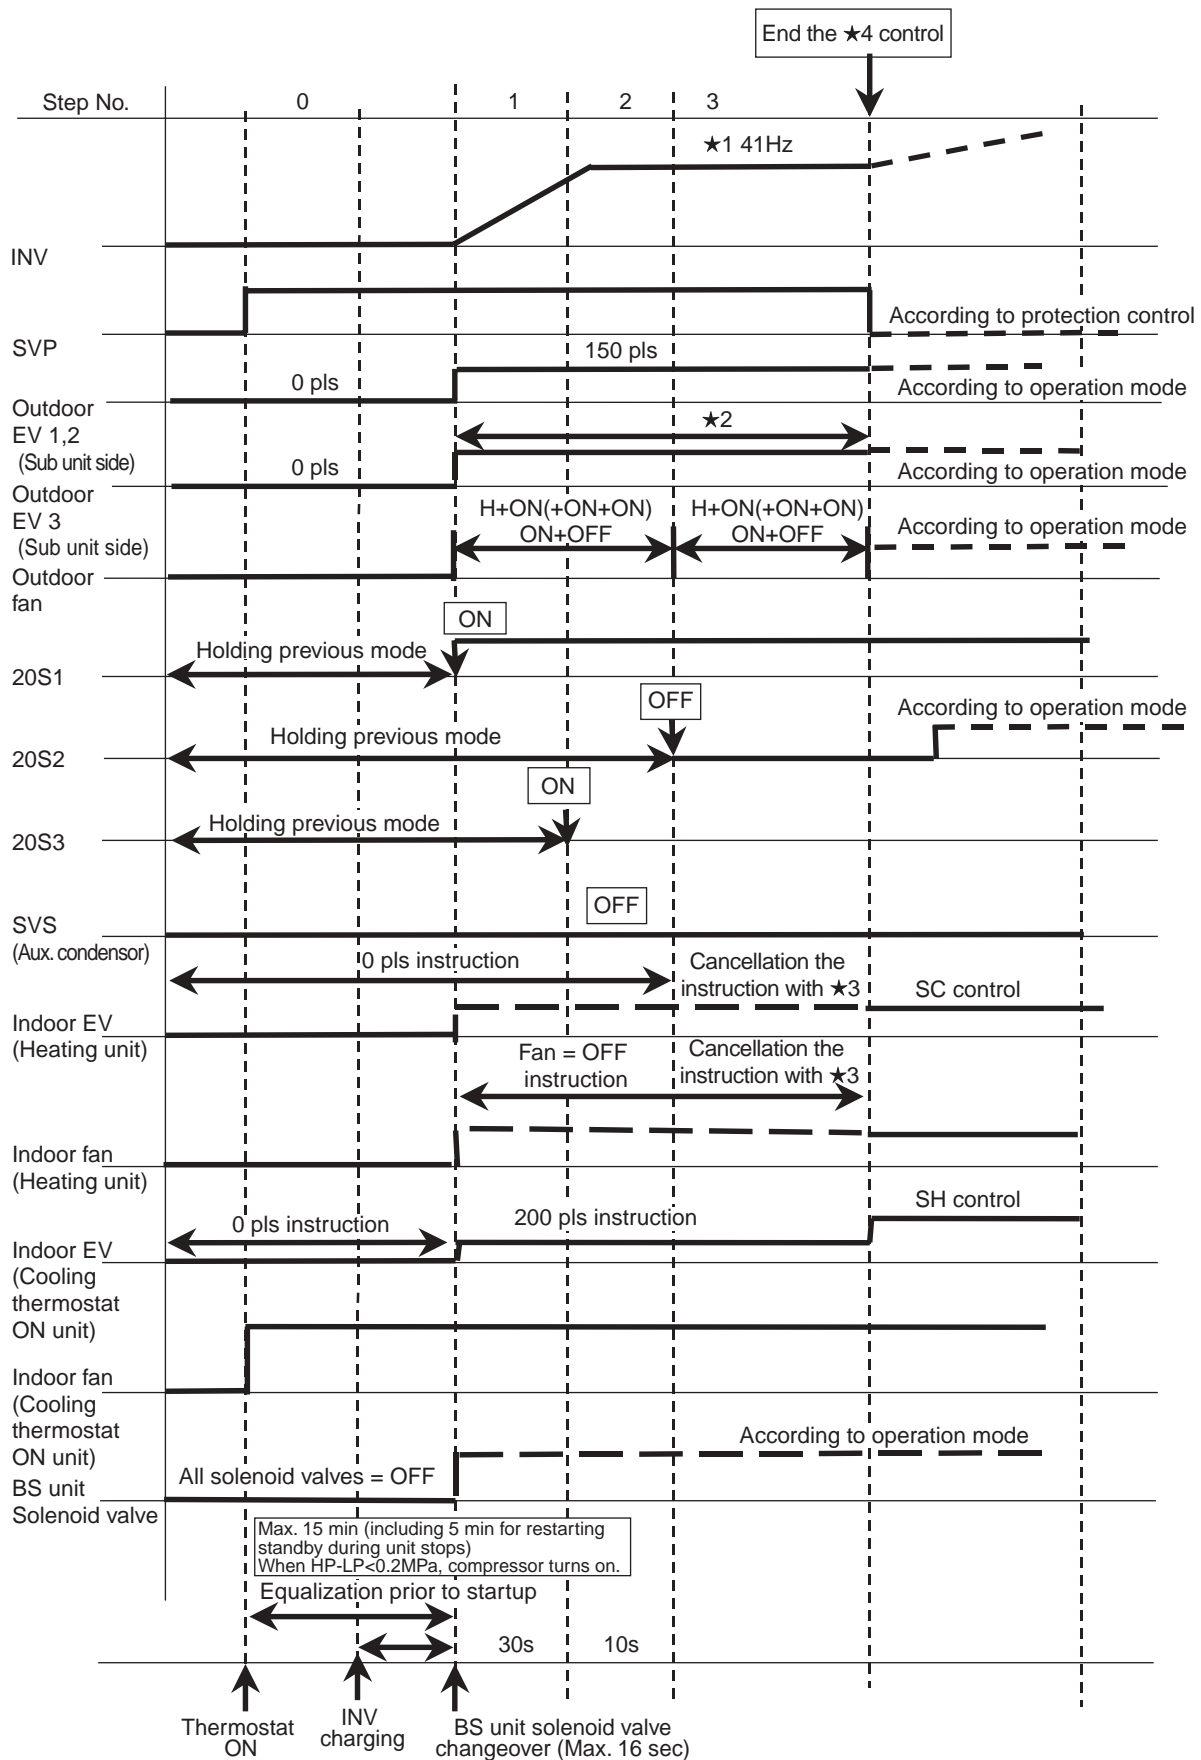 End the ★4 control
Step No.
0
1
2
3
★1 41Hz
INV
According to protection control
SVP
150 pls
0 pls
According to operation mode
Outdoor
EV 1,2
(Sub unit side)
★2
0 pls
According to operation mode
Outdoor
EV 3
(Sub unit side)
H+ON(+ON+ON)
ON+OFF
H+ON(+ON+ON)
ON+OFF
According to operation mode
Outdoor
fan
ON
Holding previous mode
20S1
OFF
According to operation mode
Holding previous mode
20S2
ON
Holding previous mode
20S3
OFF
SVS
(Aux. condensor)
0 pls instruction
Cancellation the
instruction with ★3
SC control
Indoor EV
(Heating unit)
Fan = OFF
instruction
Cancellation the
instruction with ★3
Indoor fan
(Heating unit)
SH control
0 pls instruction
200 pls instruction
Indoor EV
(Cooling
thermostat
ON unit)
Indoor fan
(Cooling
thermostat
ON unit)
According to operation mode
BS unit
Solenoid valve
All solenoid valves = OFF
Max. 15 min (including 5 min for restarting
standby during unit stops)
When HP-LP<0.2MPa, compressor turns on.
Equalization prior to startup
30s
10s
Thermostat
ON
INV
charging
BS unit solenoid valve
changeover (Max. 16 sec)